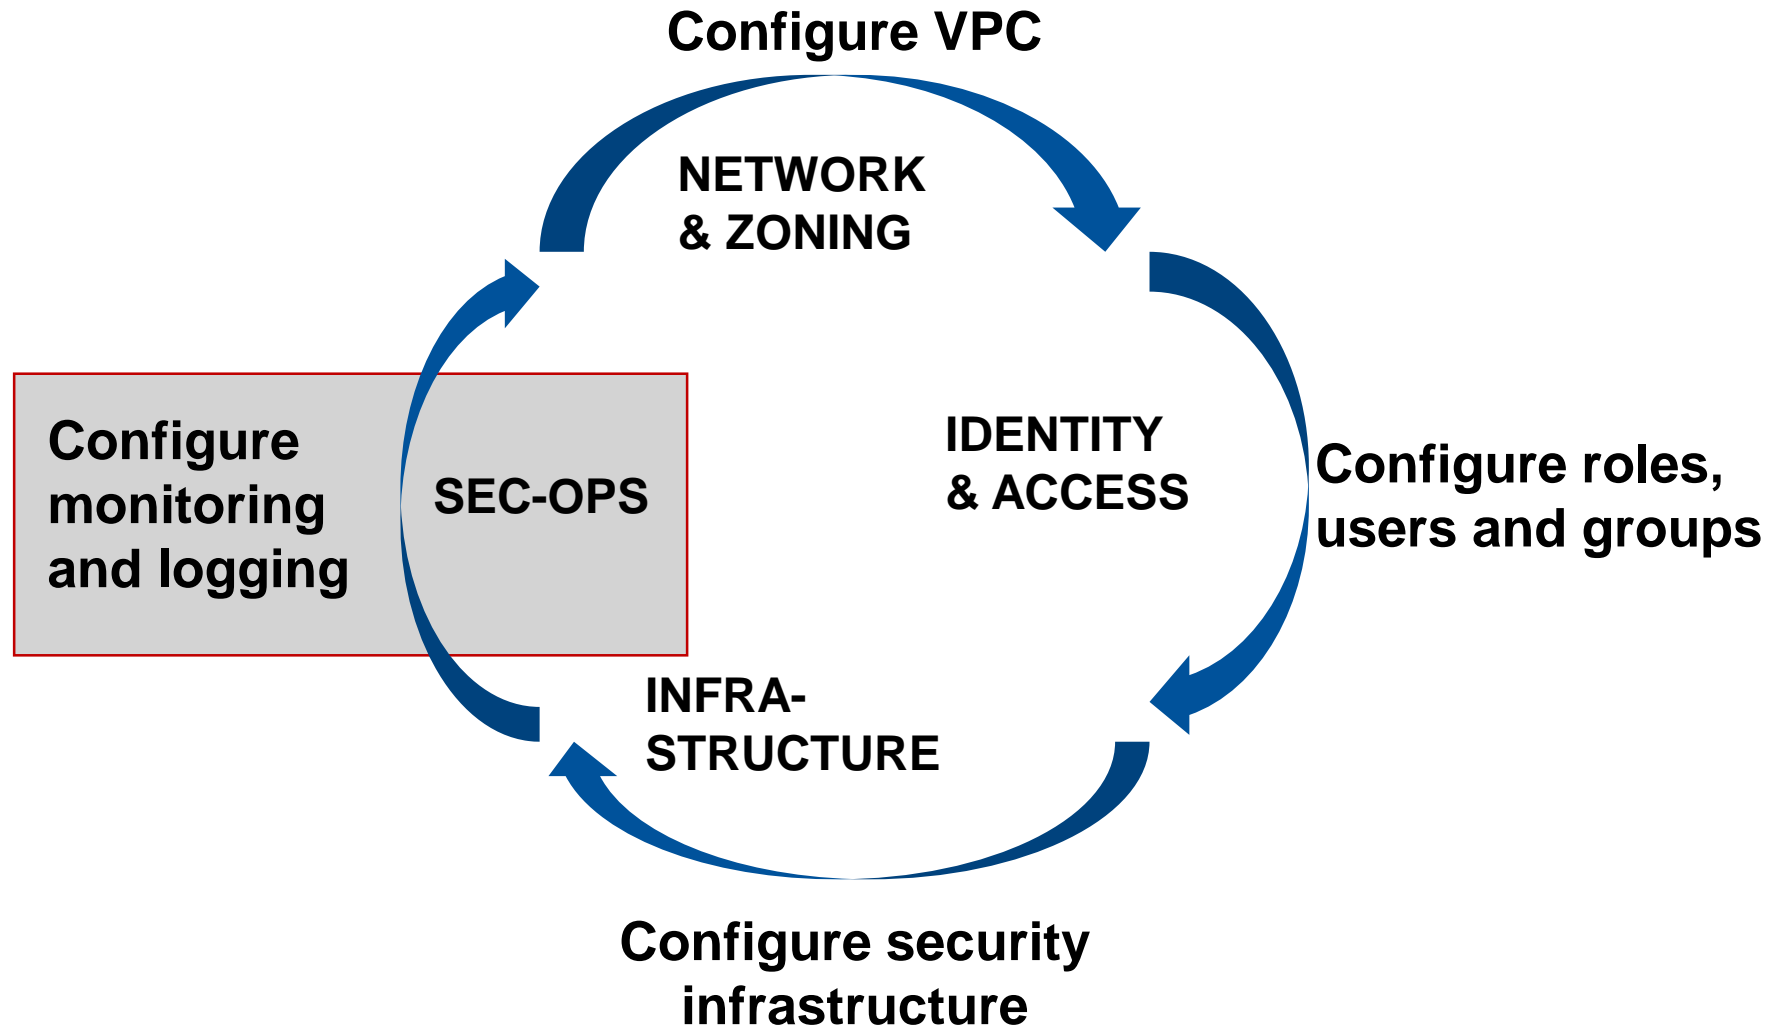 Configure VPC
NETWORK
& ZONING
IDENTITY
& ACCESS
Configure roles,
users and groups
Configure
monitoring
and logging
SEC-OPS
INFRA-
STRUCTURE
Configure security
infrastructure